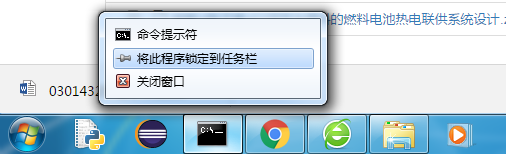 的燃料电池热电联供系统设计.z
命令提示符
将此程序锁定到任务栏
关闭窗口
0301432
C:\._